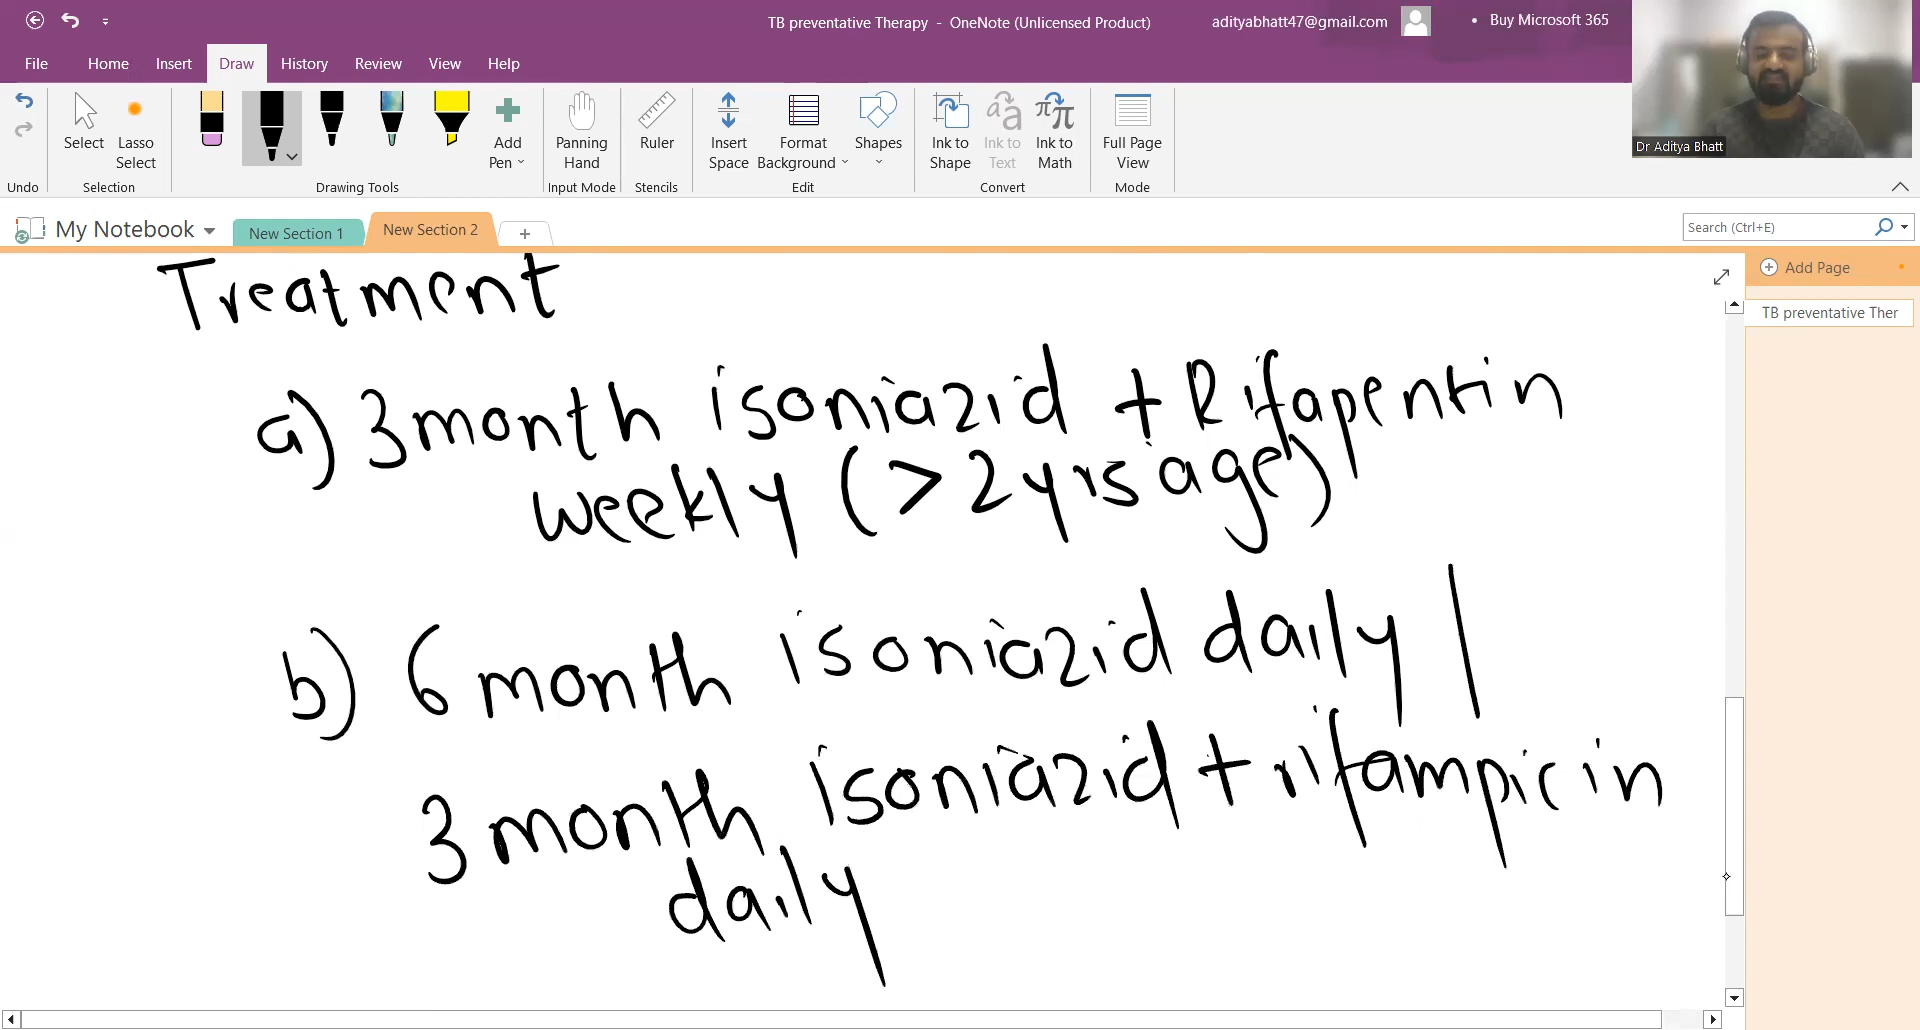 TB preventative Therapy - OneNote (Unlicensed Product)
adityabhatt47@gmail.com
Buy Microsoft 365
File Home Insert Draw History Review View Help
Select
Lasso Select
Add Pen
Panning Hand
Ruler
Insert Space
Format Background
Shapes
Ink to Shape
Ink to Text
Ink to Math
Full Page View
Undo Selection Drawing Tools Input Mode Stencils Edit Convert Mode
Dr Aditya Bhatt
My Notebook New Section 1 New Section 2
Search (Ctrl+E)
Add Page
TB preventative Ther
Treatment
a) 3 month isoniazid + Rifapentin
weekly (> 2 yrs age)
b) 6 month isoniazid daily /
3 month isoniazid + rifampicin
daily